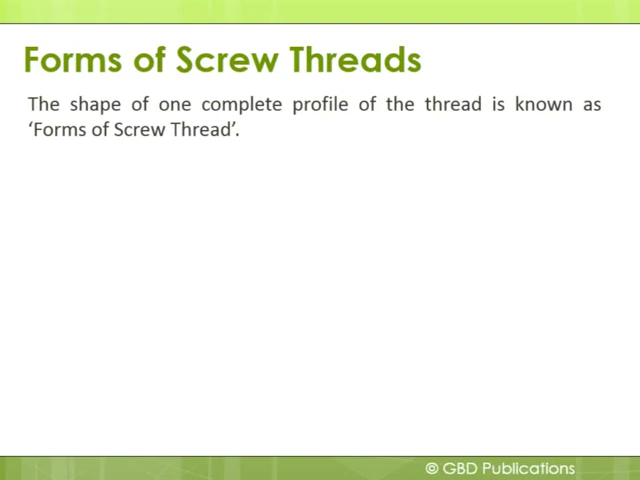 Forms of Screw Threads
The shape of one complete profile of the thread is known as
‘Forms of Screw Thread’.
© GBD Publications